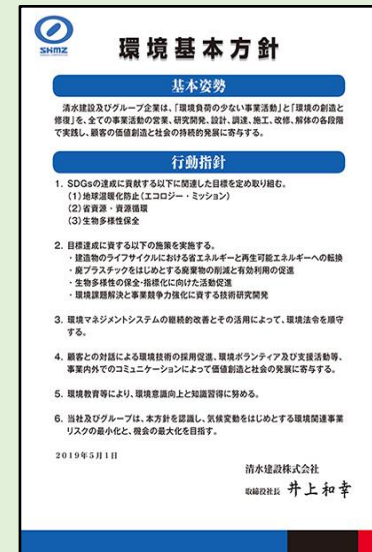 SHMZ
環境基本方針
基本姿勢
清水建設及びグループ企業は、「環境負荷の少ない事業活動」と「環境の創造と
修復」を、全ての事業活動の営業、研究開発、設計、調達、施工、改修、解体の各段階
で実践し、顧客の価値創造と社会の持続的発展に寄与する。
行動指針
1. SDGsの達成に貢献する以下に関連した目標を定め取り組む。
(1)地球温暖化防止(エコロジー・ミッション)
(2)省資源・資源循環
(3)生物多様性保全
2. 目標達成に資する以下の施策を実施する。
・建造物のライフサイクルにおける省エネルギーと再生可能エネルギーへの転換
・廃プラスチックをはじめとする廃棄物の削減と有効利用の促進
・生物多様性の保全・指標化に向けた活動促進
・環境課題解決と事業競争力強化に資する技術研究開発
3. 環境マネジメントシステムの継続的改善とその活用によって、環境法令を順守
する。
4. 顧客との対話による環境技術の採用促進、環境ボランティア及び支援活動等、
事業内外でのコミュニケーションによって価値創造と社会の発展に寄与する。
5. 環境教育等により、環境意識向上と知識習得に努める。
6. 当社及びグループは、本方針を認識し、気候変動をはじめとする環境関連事業
リスクの最小化と、機会の最大化を目指す。
2019年5月1日
清水建設株式会社
取締役社長 井上和幸